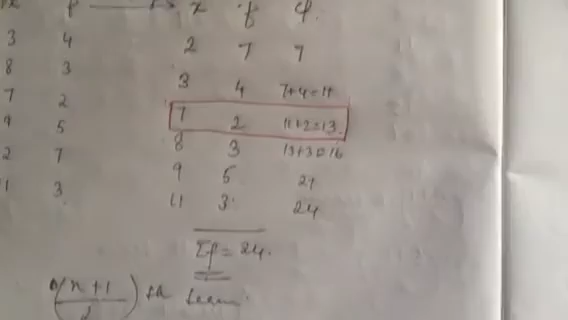 x f x f cf
3 4 2 7 7
8 3 3 4 7+4=11
7 2 7 2 11+2=13
9 5 8 3 13+3=16
2 7 9 5 21
11 3 11 3 24
Σf = 24.
(n+1/2) th team